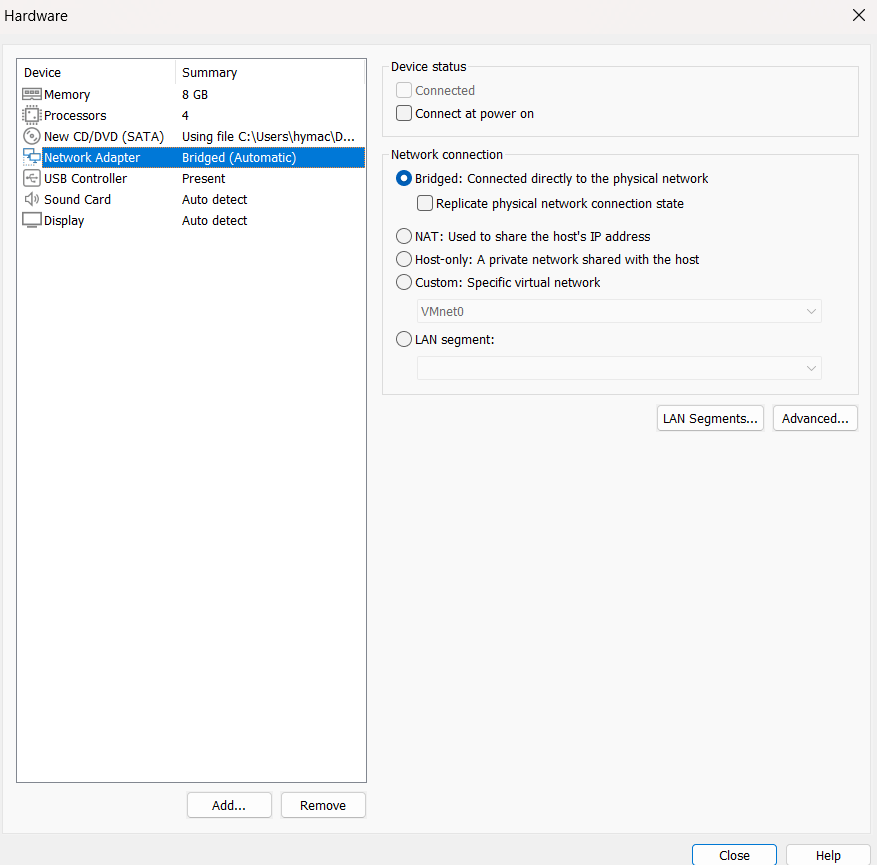 Hardware
Device Summary
Memory 8 GB
Processors 4
New CD/DVD (SATA) Using file C:\Users\hymac\D...
Network Adapter Bridged (Automatic)
USB Controller Present
Sound Card Auto detect
Display Auto detect
Add... Remove
Device status
Connected
Connect at power on
Network connection
Bridged: Connected directly to the physical network
Replicate physical network connection state
NAT: Used to share the host's IP address
Host-only: A private network shared with the host
Custom: Specific virtual network
VMnet0
LAN segment:
LAN Segments... Advanced...
Close Help